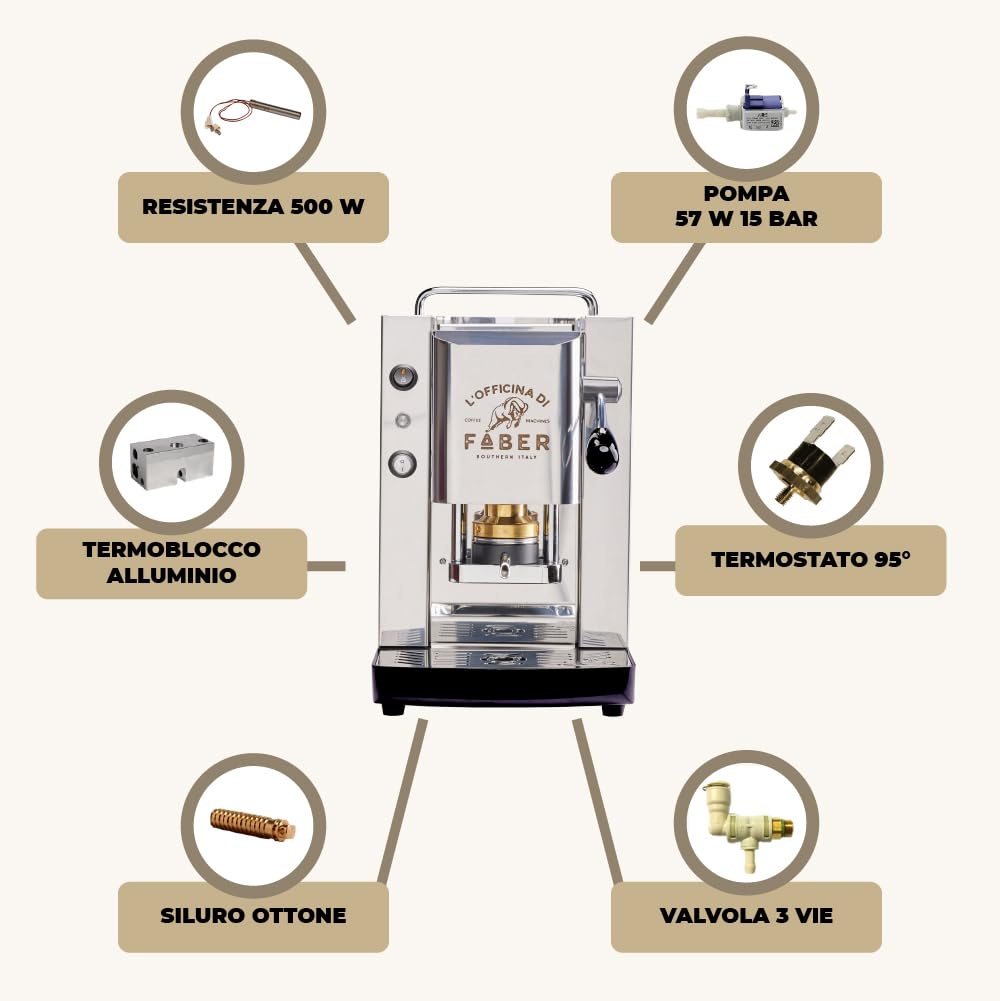 RESISTENZA 500 W
POMPA
57 W 15 BAR
L'OFFICINA DI
COFFEE MACHINES
FABER
SOUTHERN ITALY
TERMOBLOCCO
ALLUMINIO
TERMOSTATO 95°
SILURO OTTONE
VALVOLA 3 VIE